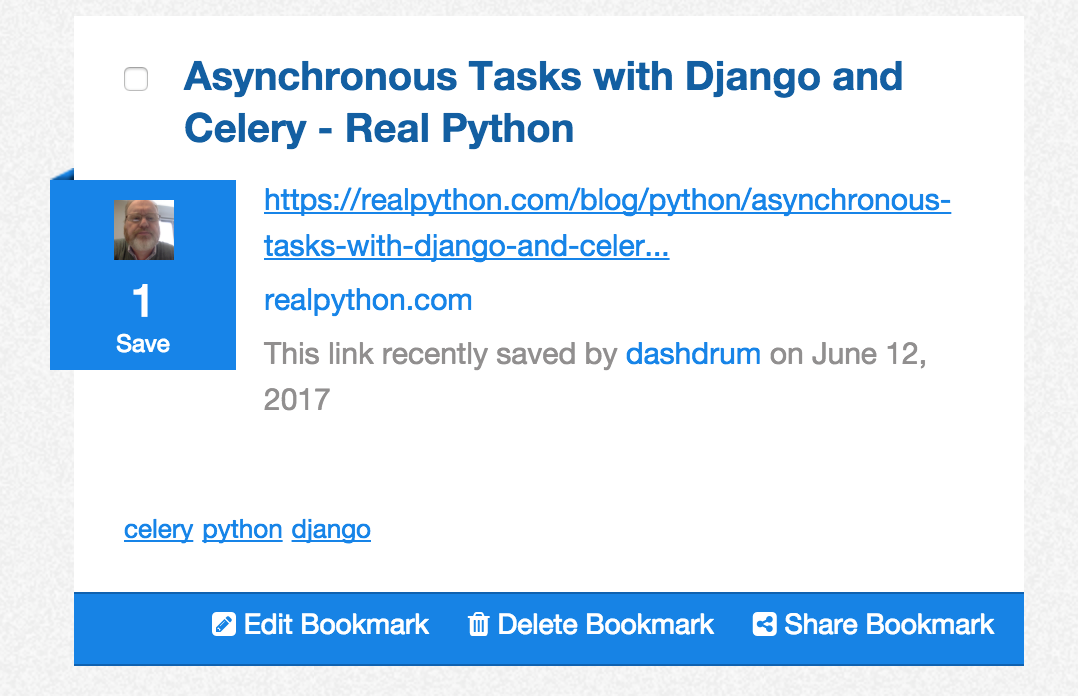 Asynchronous Tasks with Django and
Celery - Real Python
https://realpython.com/blog/python/asynchronous-
tasks-with-django-and-celer...
realpython.com
1
Save
This link recently saved by dashdrum on June 12,
2017
celery python django
Edit Bookmark Delete Bookmark Share Bookmark